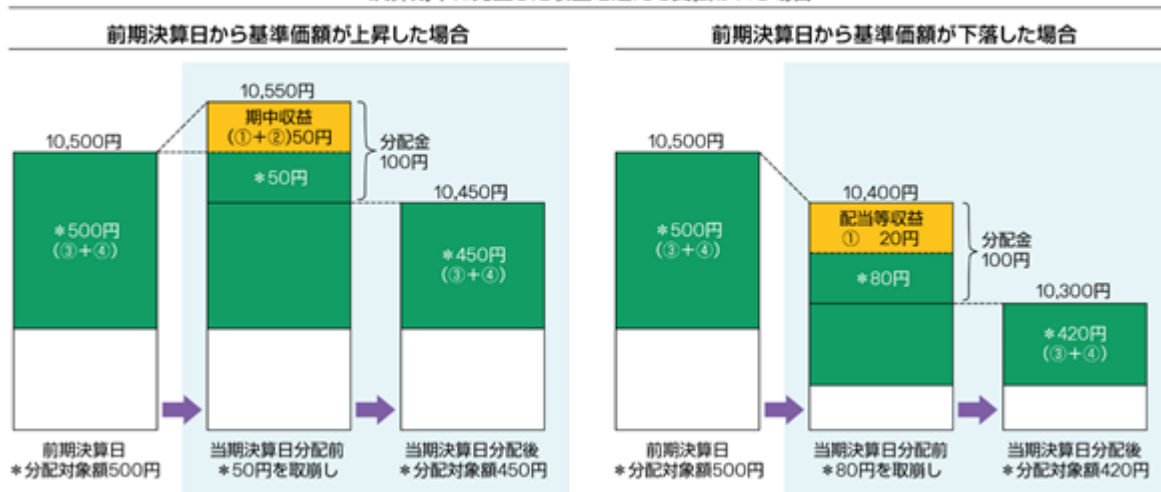 前期決算日から基準価額が上昇した場合
10,550円
期中収益
(①+②)50円
10,500円
分配金
100円
*50円
10,450円
*500円
(③+④)
*450円
(③+④)
前期決算日
*分配対象額500円
当期決算日分配前
*50円を取崩し
当期決算日分配後
*分配対象額450円
前期決算日から基準価額が下落した場合
10,500円
10,400円
配当等収益
① 20円
分配金
100円
*500円
(③+④)
*80円
10,300円
*420円
(③+④)
前期決算日
*分配対象額500円
当期決算日分配前
*80円を取崩し
当期決算日分配後
*分配対象額420円